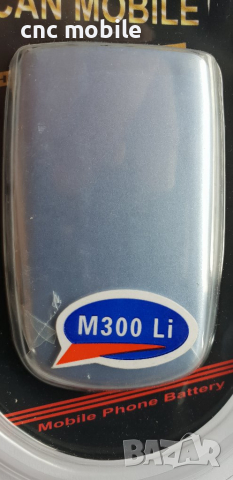 CAN MOBILE
cnc mobile
M300 Li
Mobile Phone Battery
BAZAR